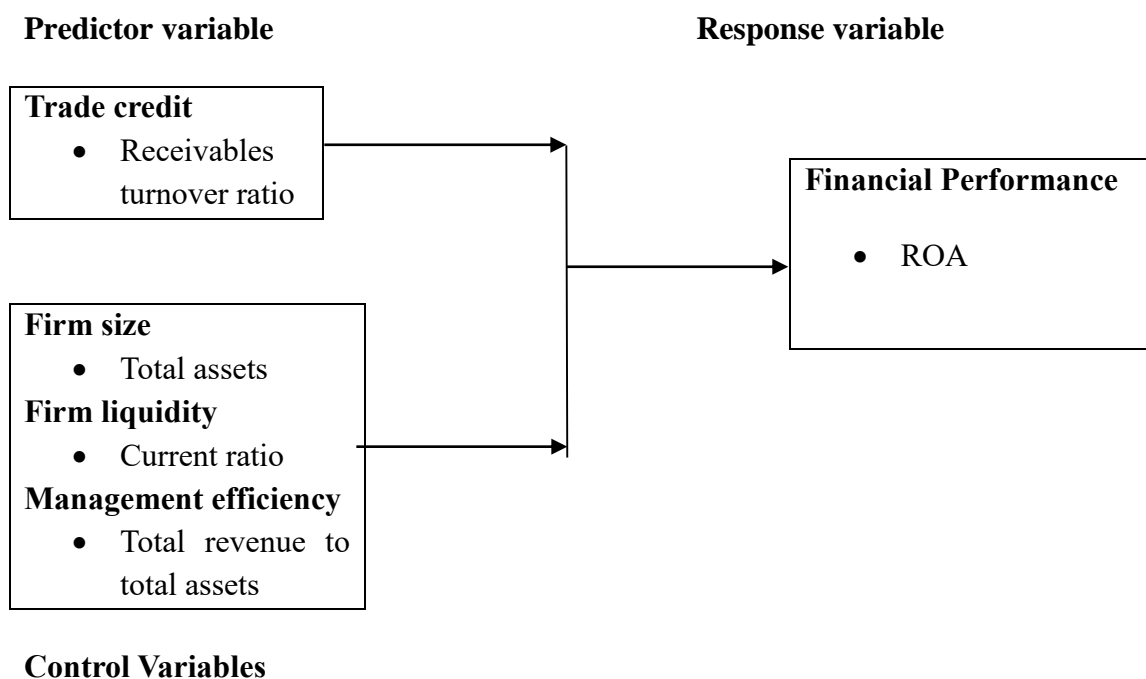 Predictor variable
Response variable
Trade credit
• Receivables
turnover ratio
Financial Performance
• ROA
Firm size
• Total assets
Firm liquidity
• Current ratio
Management efficiency
• Total revenue to
total assets
Control Variables